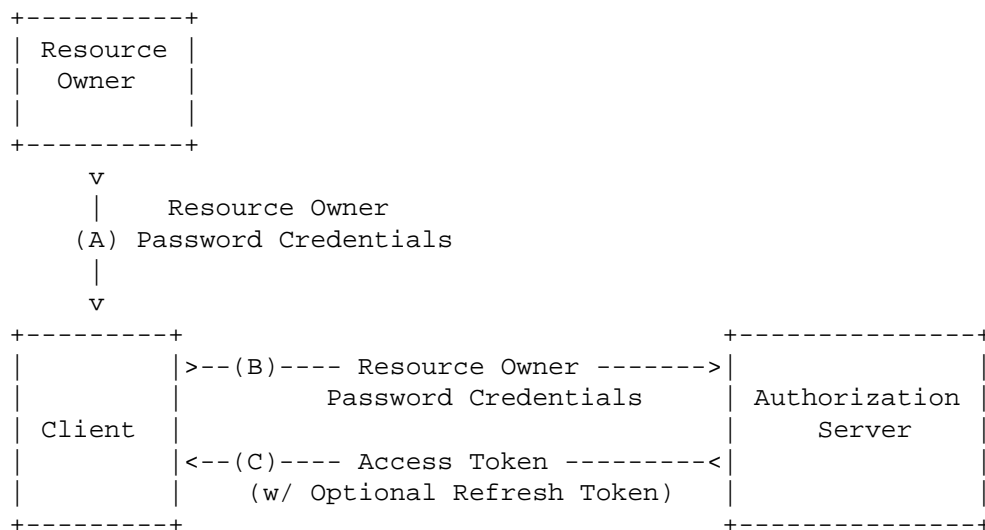 +----------+
| Resource |
|  Owner   |
|          |
+----------+
     v
     |    Resource Owner
    (A) Password Credentials
     |
     v
+---------+                                  +---------------+
|         |>--(B)---- Resource Owner ------->|               |
|         |         Password Credentials     | Authorization |
| Client  |                                  |     Server    |
|         |<--(C)---- Access Token ---------<|               |
|         |    (w/ Optional Refresh Token)   |               |
+---------+                                  +---------------+